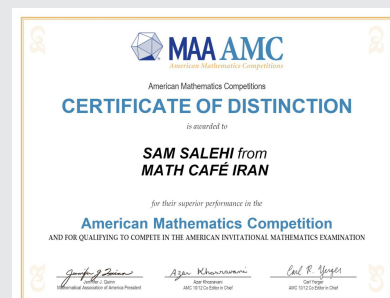 MAA AMC
American Mathematics Competitions
American Mathematics Competitions
CERTIFICATE OF DISTINCTION
is awarded to
SAM SALEHI from
MATH CAFÉ IRAN
for their superior performance in the
American Mathematics Competition
AND FOR QUALIFYING TO COMPETE IN THE AMERICAN INVITATIONAL MATHEMATICS EXAMINATION
Jennifer J. Quinn Azar Khosravani Carl R. Yerger
Jennifer J. Quinn Azar Khosravani Carl Yerger
Mathematical Association of America President AMC 10/12 Co Editor in Chief AMC 10/12 Co Editor in Chief